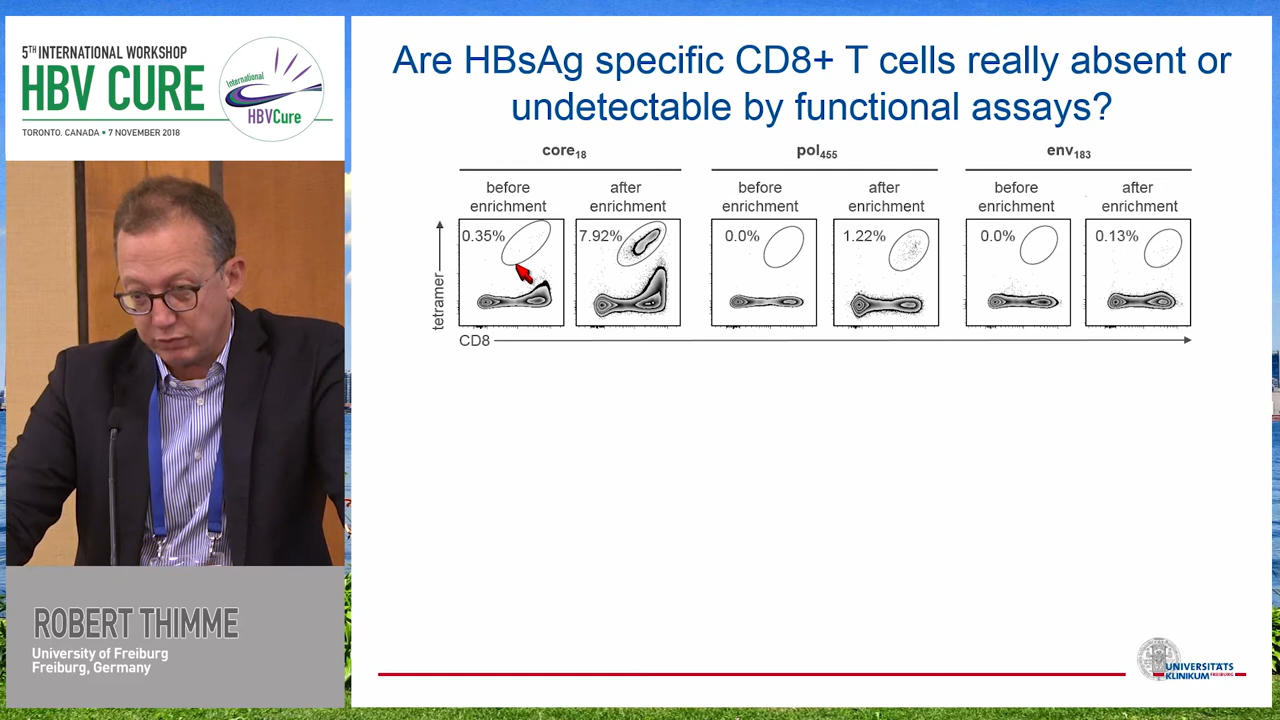 5TH INTERNATIONAL WORKSHOP
HBV CURE
TORONTO. CANADA • 7 NOVEMBER 2018
International
HBVCure
Are HBsAg specific CD8+ T cells really absent or
undetectable by functional assays?
core18
pol455
env183
before
enrichment
after
enrichment
before
enrichment
after
enrichment
before
enrichment
after
enrichment
0.35%
7.92%
0.0%
1.22%
0.0%
0.13%
tetramer
CD8
ROBERT THIMME
University of Freiburg
Freiburg, Germany
UNIVERSITÄTS
KLINIKUM FREIBURG